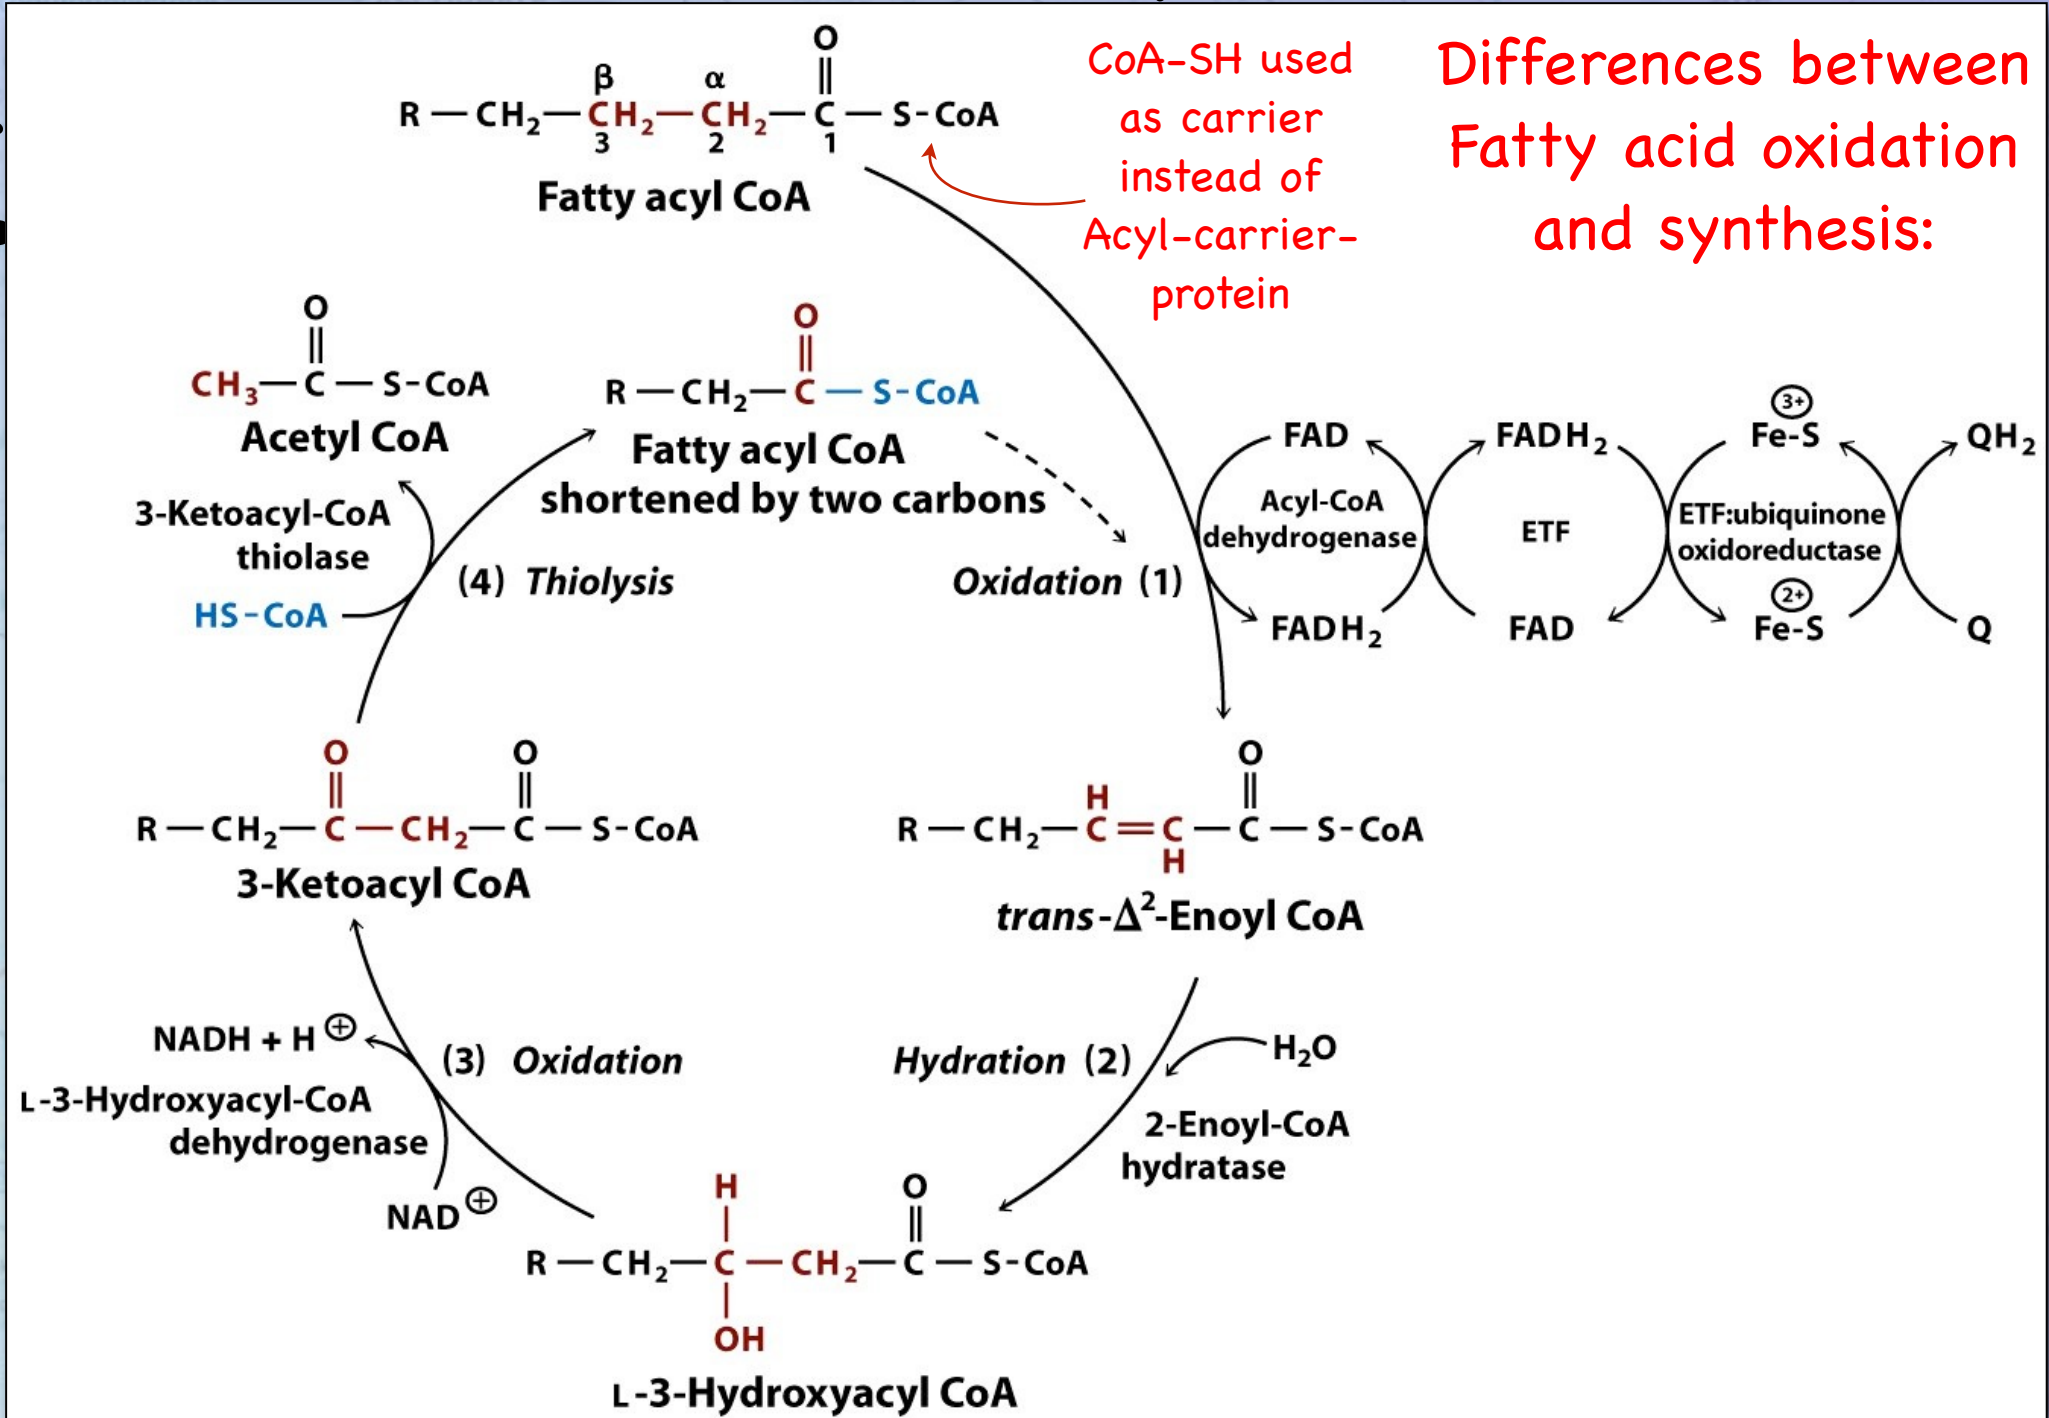 Differences between
Fatty acid oxidation
and synthesis:
CoA-SH used
as carrier
instead of
Acyl-carrier-
protein
O
β α
R — CH₂ — CH₂ — CH₂ — C — S-CoA
3 2 1
Fatty acyl CoA
O
CH₃ — C — S-CoA
Acetyl CoA
O
R — CH₂ — C — S-CoA
Fatty acyl CoA
shortened by two carbons
3-Ketoacyl-CoA
thiolase
HS-CoA
(4) Thiolysis
Oxidation (1)
FAD
Acyl-CoA
dehydrogenase
FADH₂
FADH₂
ETF
FAD
3+
Fe-S
ETF:ubiquinone
oxidoreductase
2+
Fe-S
QH₂
Q
O O
R — CH₂ — C — CH₂ — C — S-CoA
3-Ketoacyl CoA
O
H
R — CH₂ — C = C — C — S-CoA
H
trans-Δ²-Enoyl CoA
NADH + H⊕
(3) Oxidation
L-3-Hydroxyacyl-CoA
dehydrogenase
NAD⊕
Hydration (2)
H₂O
2-Enoyl-CoA
hydratase
H O
R — CH₂ — C — CH₂ — C — S-CoA
OH
L-3-Hydroxyacyl CoA